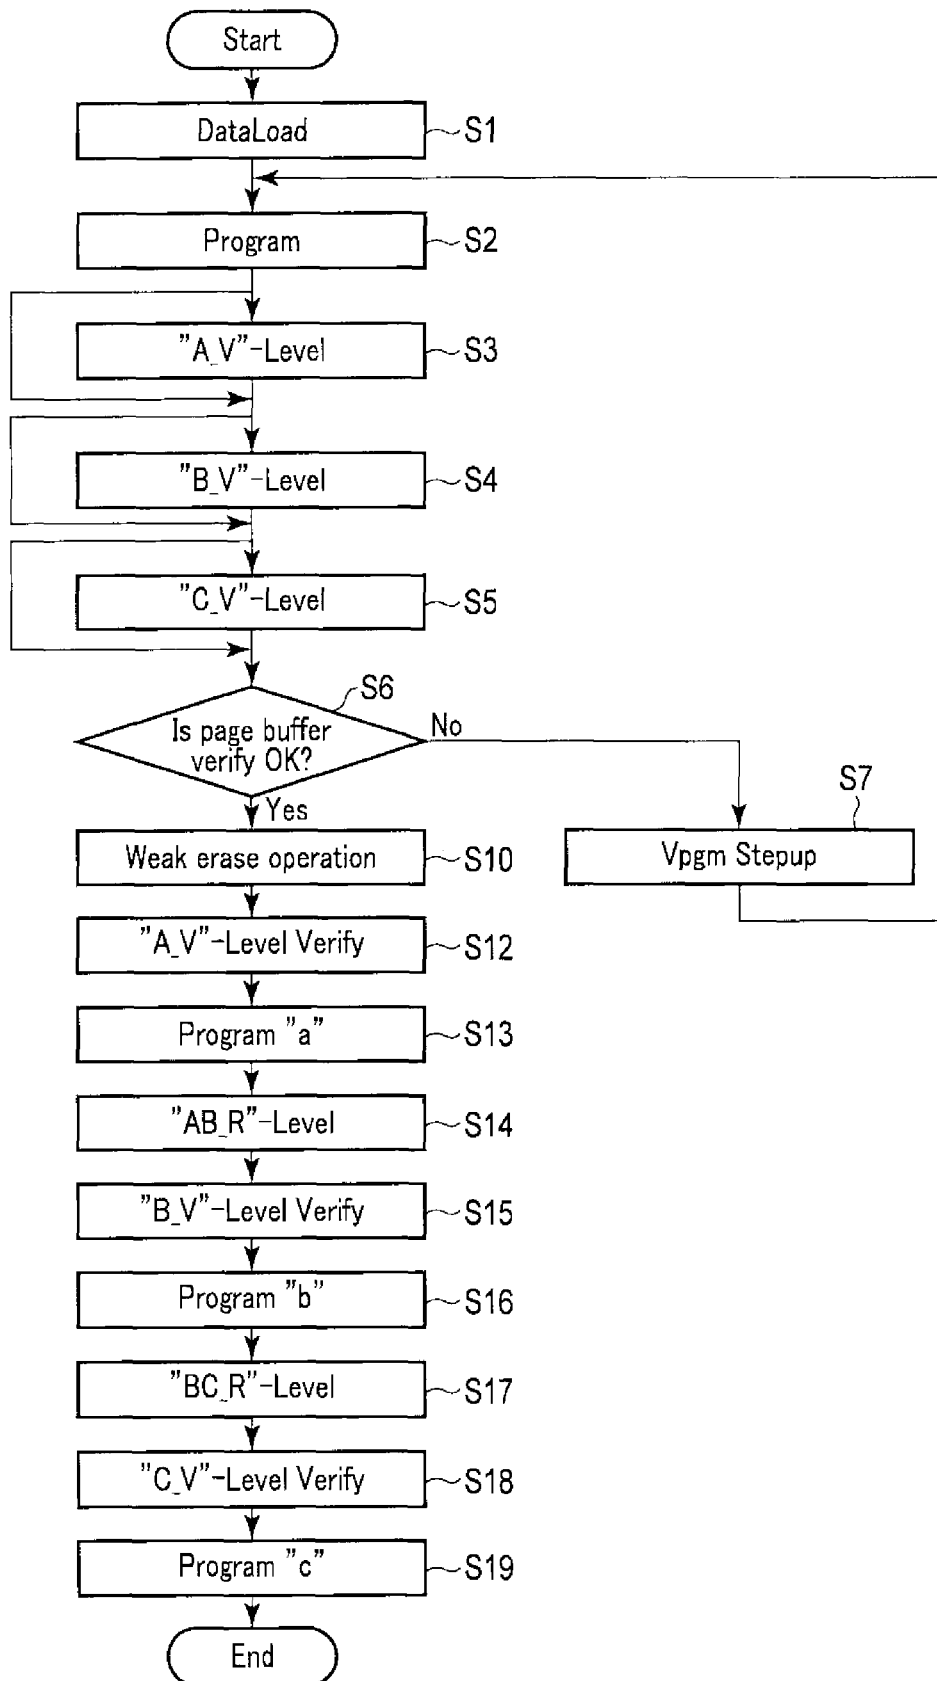 Start
DataLoad
S1
Program
S2
"A_V"-Level
S3
"B_V"-Level
S4
"C_V"-Level
S5
S6
Is page buffer
verify OK?
No
Yes
S7
Vpgm Stepup
Weak erase operation
S10
"A_V"-Level Verify
S12
Program "a"
S13
"AB_R"-Level
S14
"B_V"-Level Verify
S15
Program "b"
S16
"BC_R"-Level
S17
"C_V"-Level Verify
S18
Program "c"
S19
End